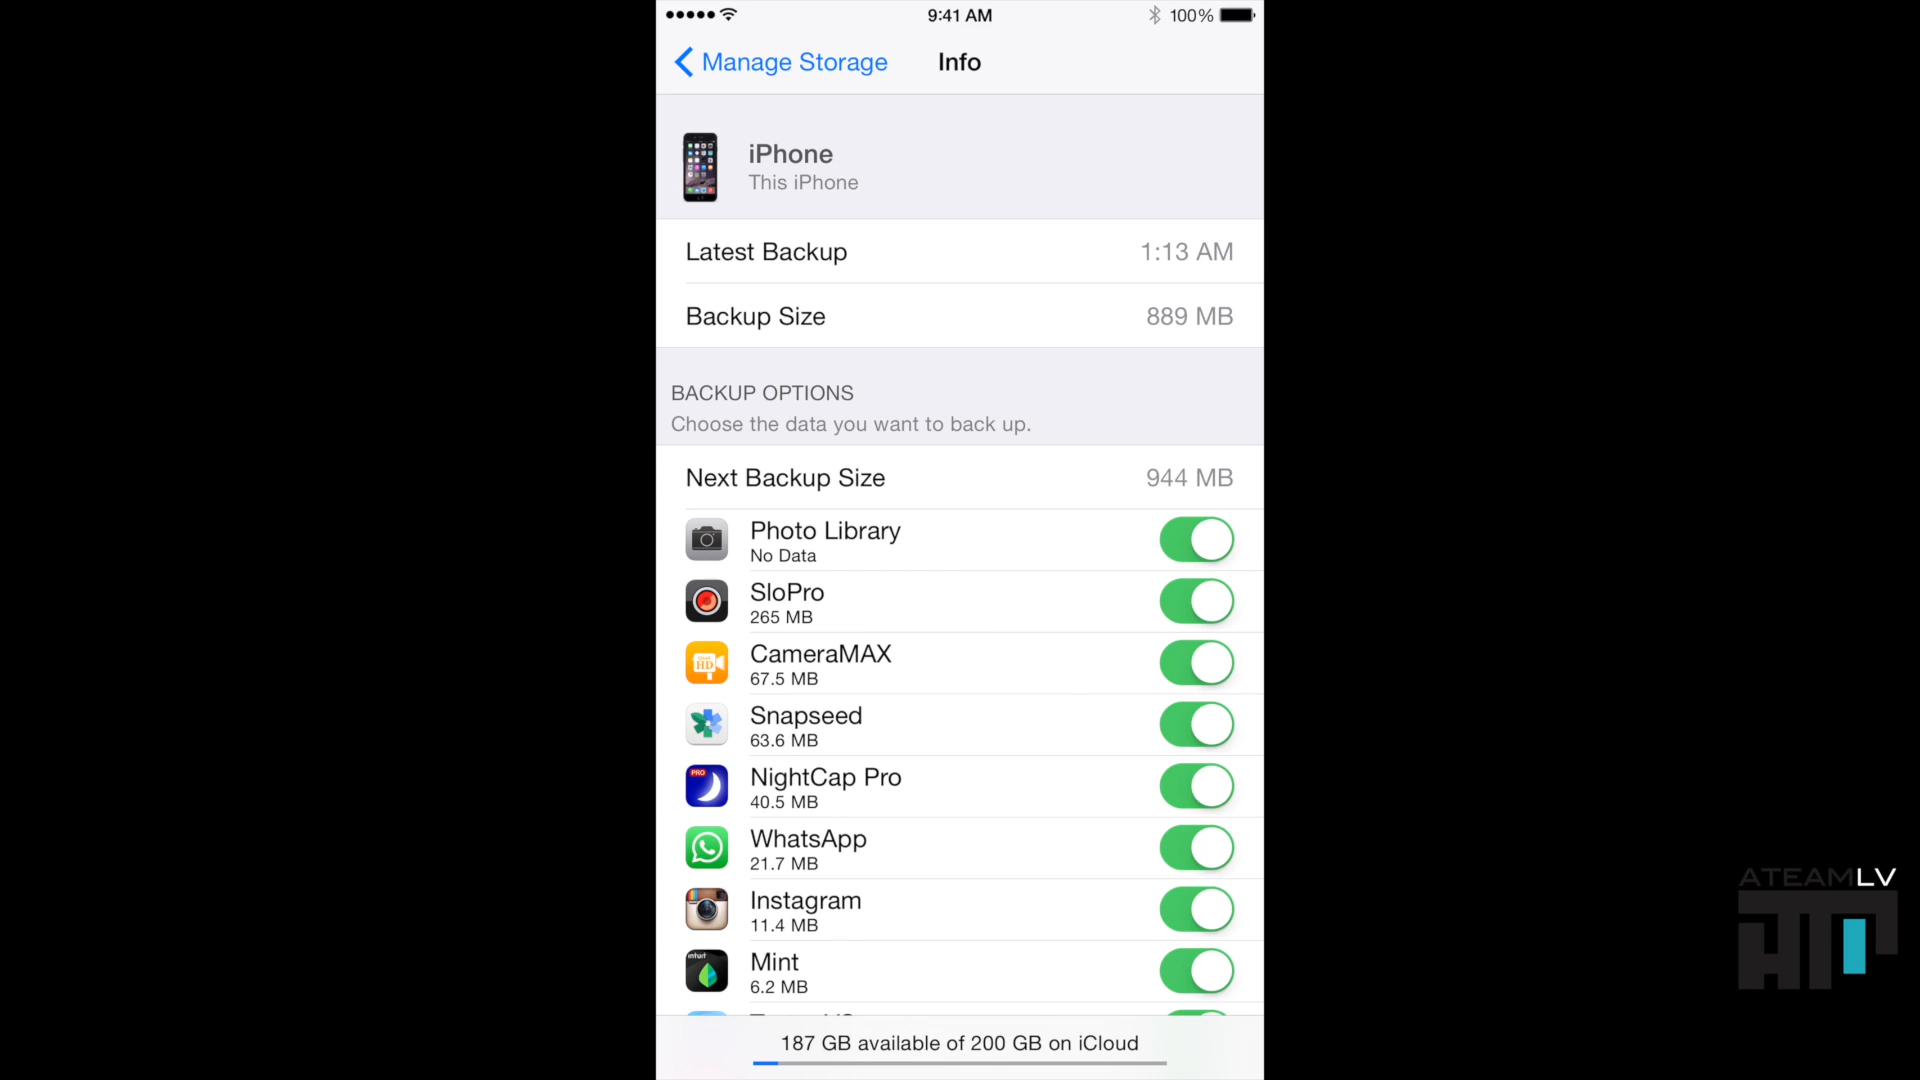 9:41 AM
100%
Manage Storage
Info
iPhone
This iPhone
Latest Backup
1:13 AM
Backup Size
889 MB
BACKUP OPTIONS
Choose the data you want to back up.
Next Backup Size
944 MB
Photo Library
No Data
SloPro
265 MB
HD
CameraMAX
67.5 MB
Snapseed
63.6 MB
PRO
NightCap Pro
40.5 MB
WhatsApp
21.7 MB
Instagram
11.4 MB
intuit
Mint
6.2 MB
187 GB available of 200 GB on iCloud
ATEAMLV